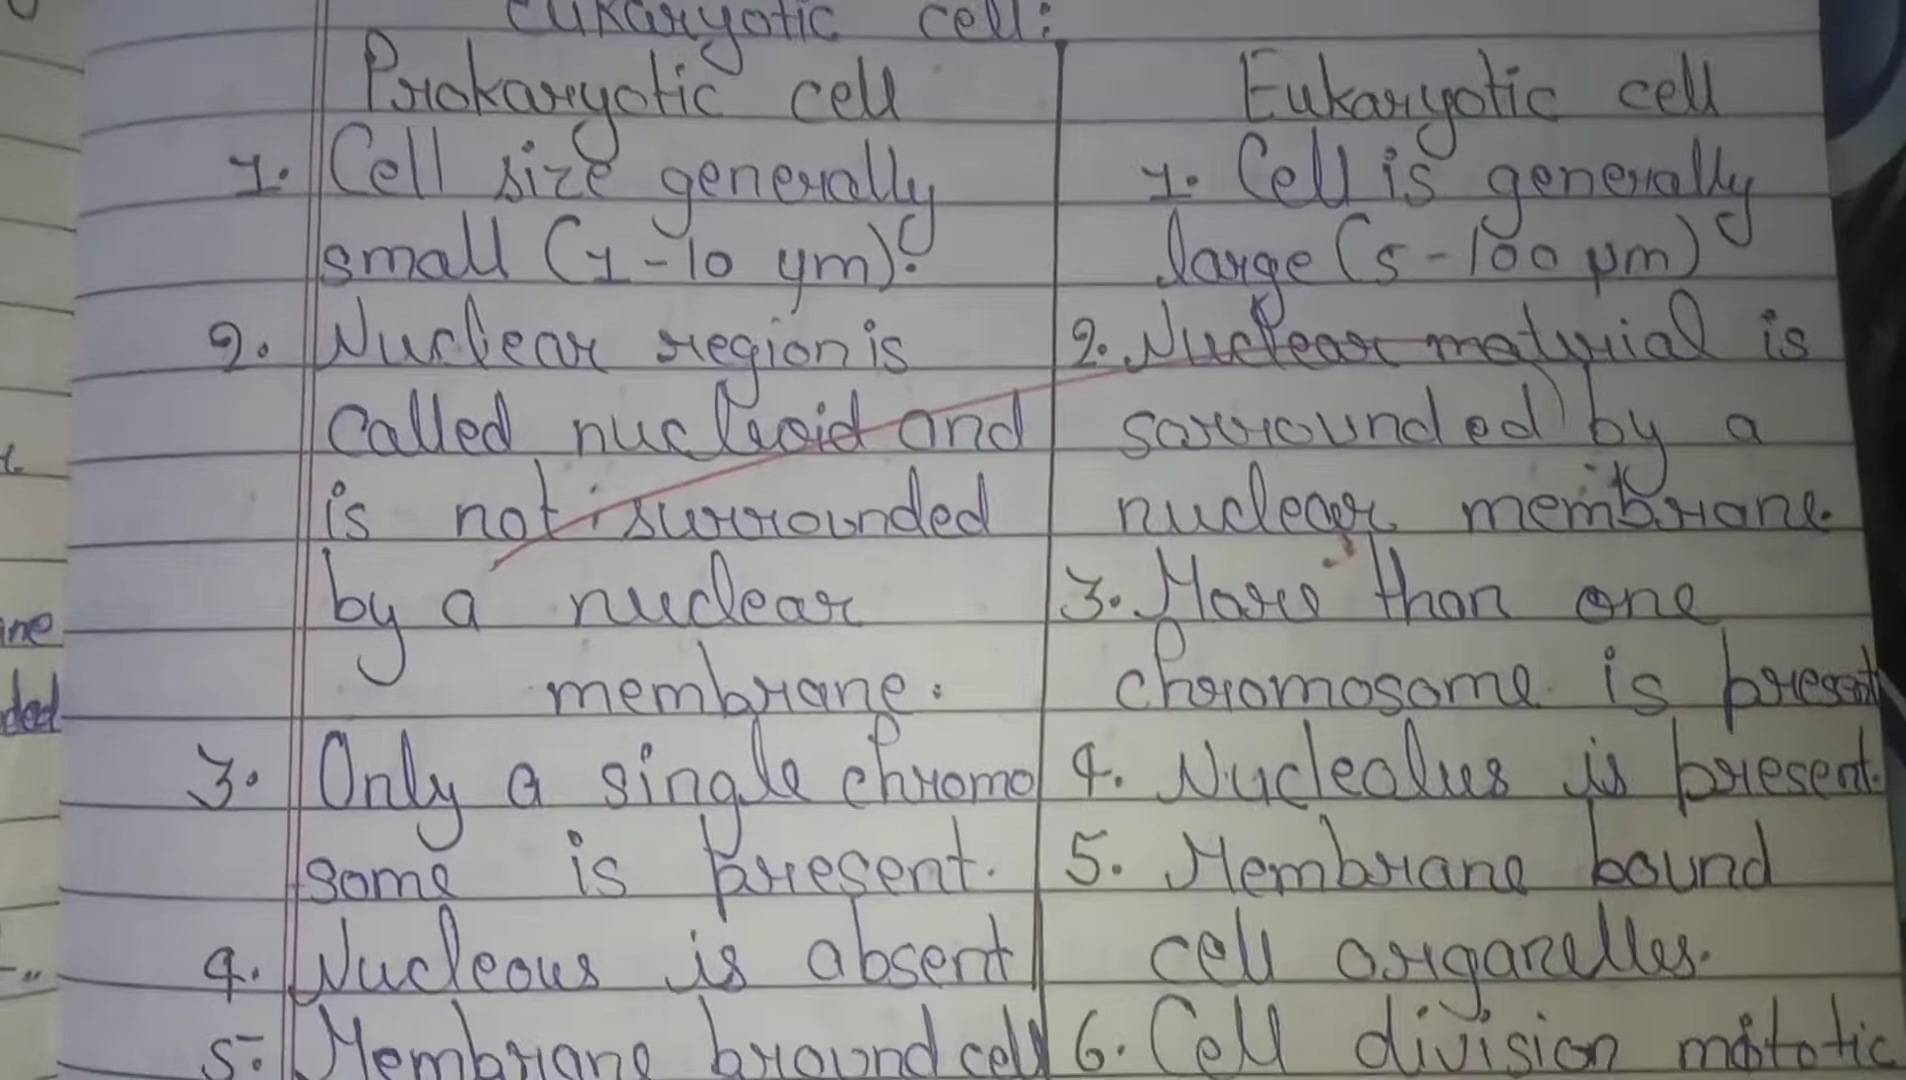 eukaryotic cell:
Prokaryotic cell
1. Cell size generally
small (1-10 ym).
2. Nuclear region is
called nucleoid and
is not surrounded
by a nuclear
membrane.
3. Only a single chromo
some is present.
4. Nucleous is absent
5. Membrane bround cell
Eukaryotic cell
1. Cell is generally
large (5-100 μm)
2. Nuclear matyrial is
sarrounded by a
nuclear membrane.
3. More than one
chromosome is present
4. Nucleolus is present.
5. Membrane bound
cell organelles.
6. Cell division mitotic
ine
ded